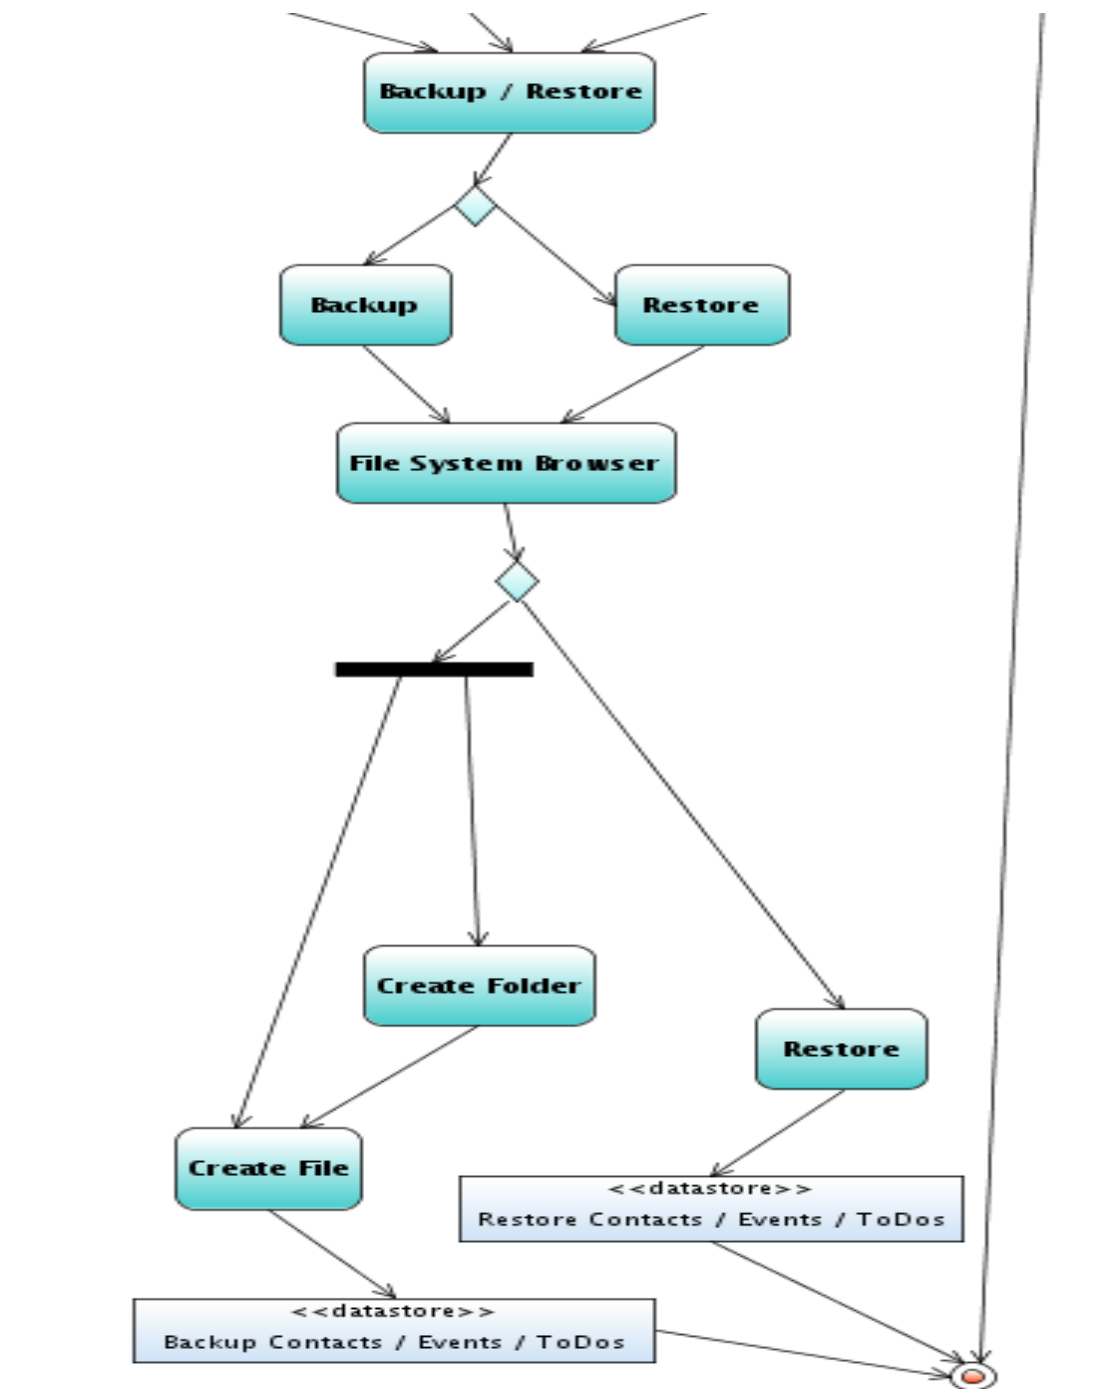 Backup / Restore
Backup
Restore
File System Browser
Create Folder
Restore
Create File
<<datastore>>
Restore Contacts / Events / ToDos
<<datastore>>
Backup Contacts / Events / ToDos